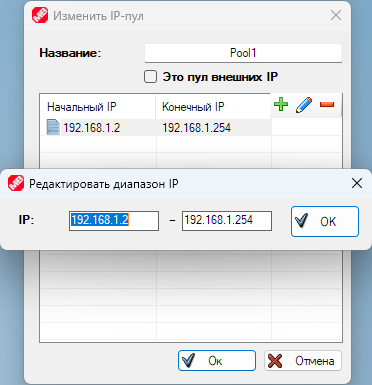 Изменить IP-пул
Название: Pool1
Это пул внешних IP
Начальный IP Конечный IP
192.168.1.2 192.168.1.254
Редактировать диапазон IP
IP: 192.168.1.2 – 192.168.1.254 OK
Ок Отмена